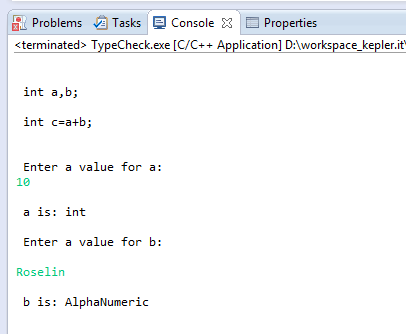 Problems Tasks Console Properties
<terminated> TypeCheck.exe [C/C++ Application] D:\workspace_kepler.it\
int a,b;
int c=a+b;
Enter a value for a:
10
a is: int
Enter a value for b:
Roselin
b is: AlphaNumeric